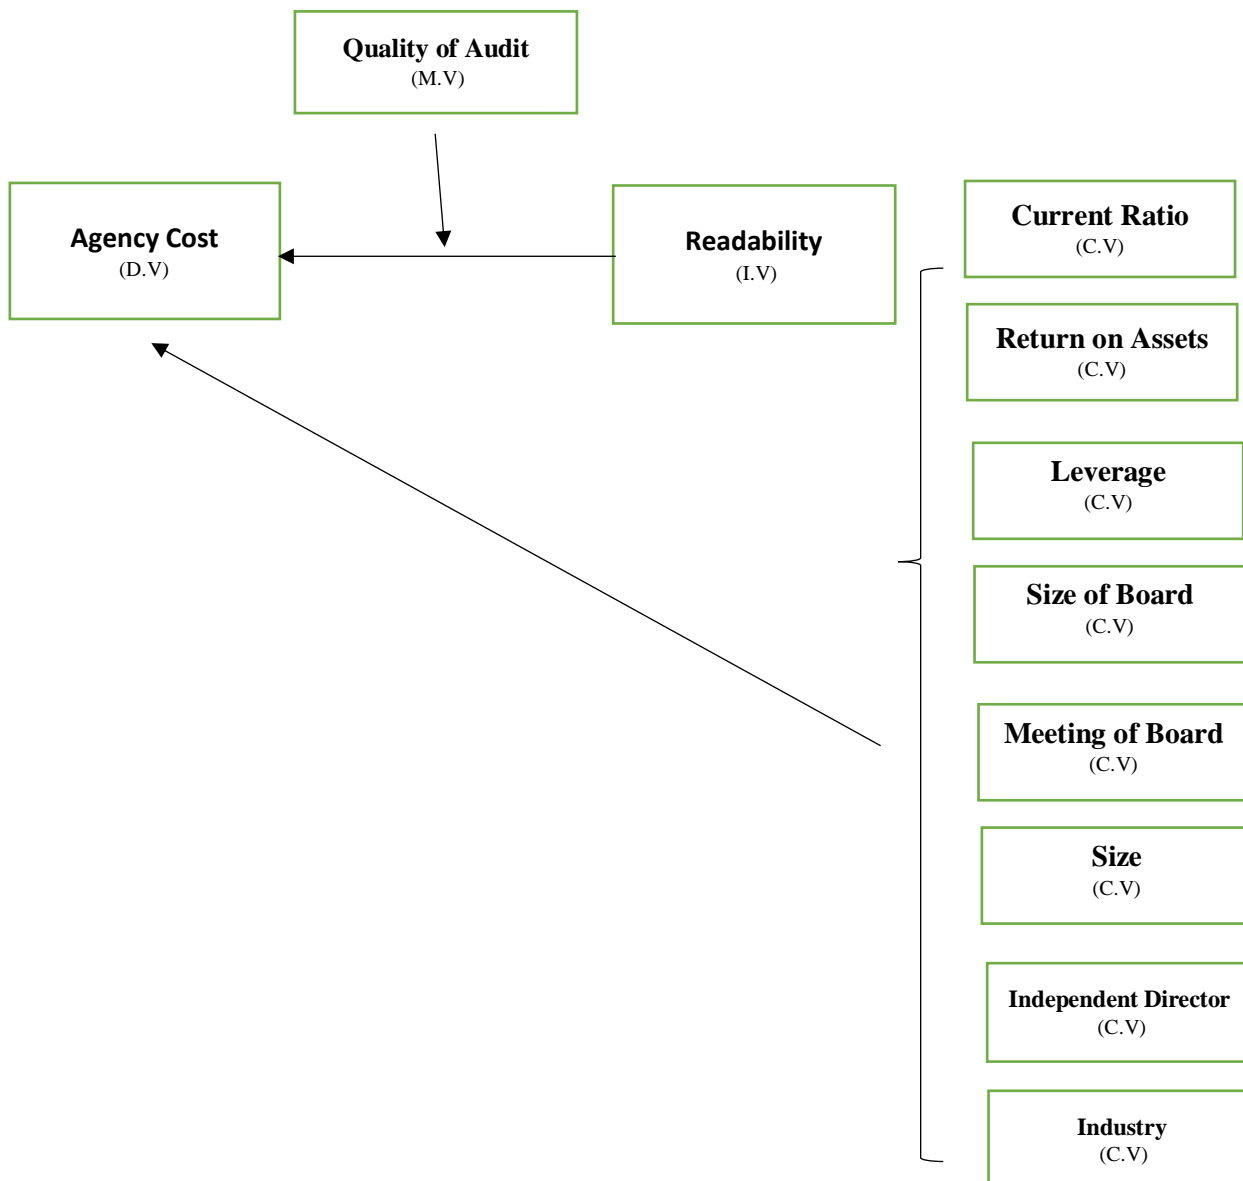 Quality of Audit
(M.V)
Agency Cost
(D.V)
Readability
(I.V)
Current Ratio
(C.V)
Return on Assets
(C.V)
Leverage
(C.V)
Size of Board
(C.V)
Meeting of Board
(C.V)
Size
(C.V)
Independent Director
(C.V)
Industry
(C.V)